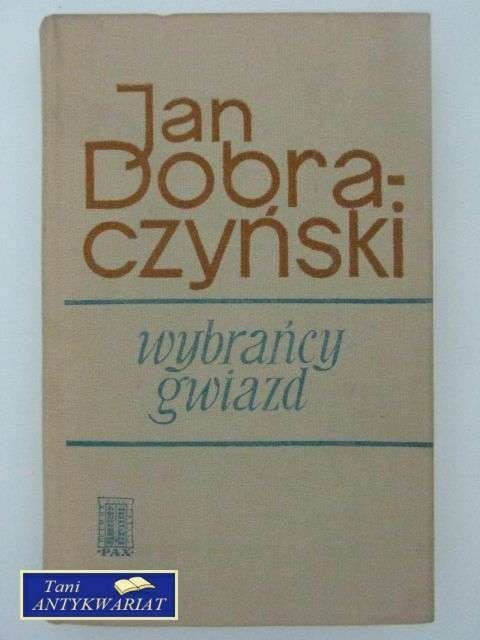 Jan
Dobra-
czyński
wybrańcy
gwiazd
·PAX·
Tani
ANTYKWARIAT